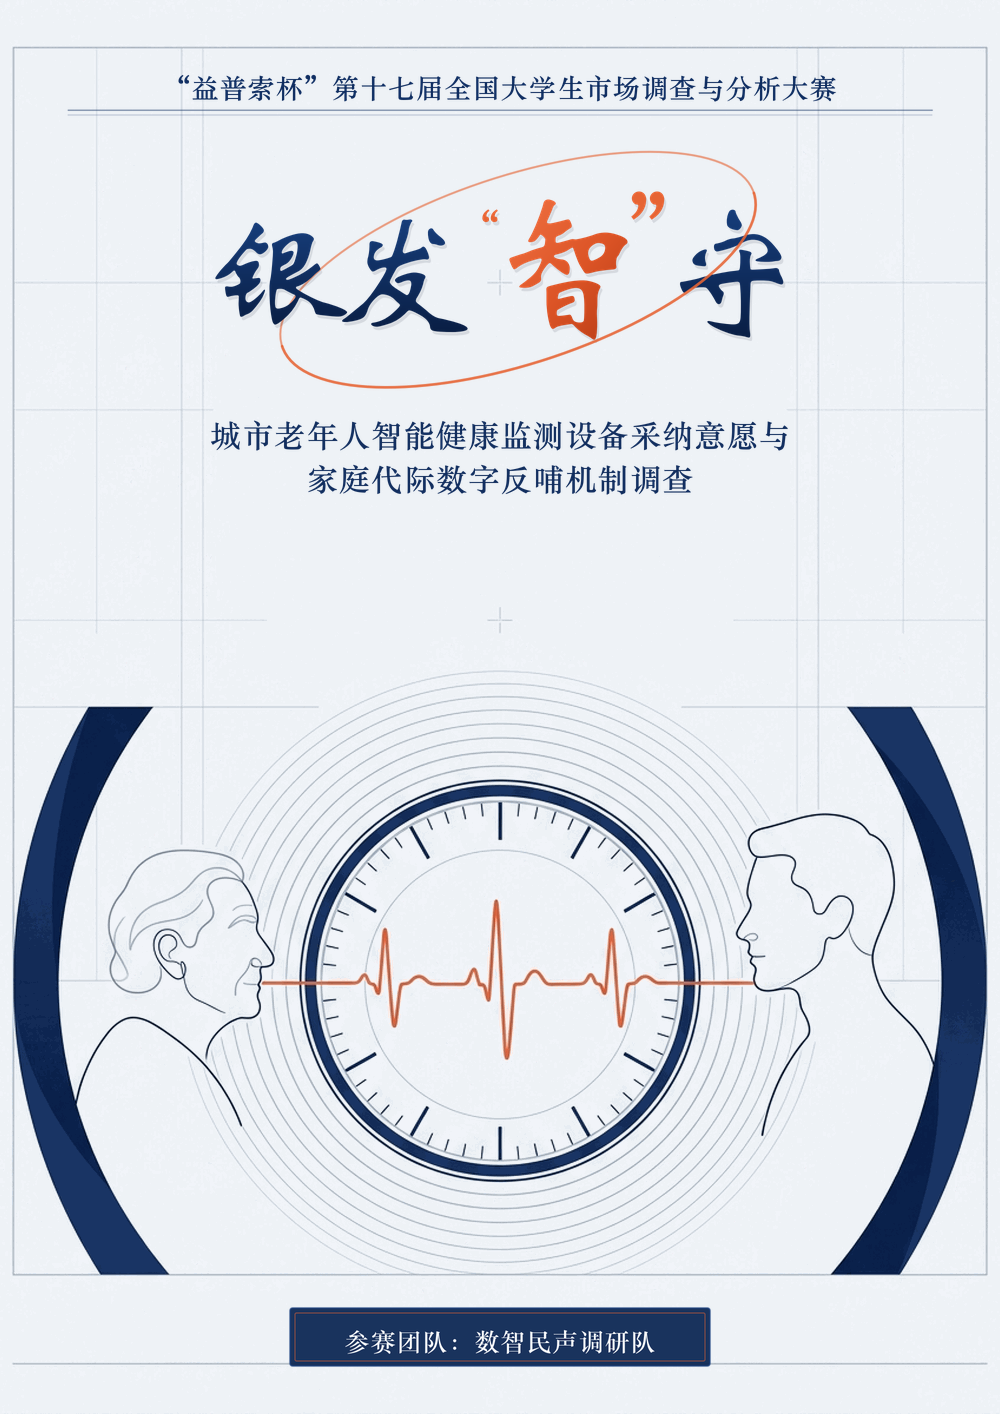 “益普索杯”第十七届全国大学生市场调查与分析大赛
银发“智”守
城市老年人智能健康监测设备采纳意愿与
家庭代际数字反哺机制调查
参赛团队：数智民声调研队